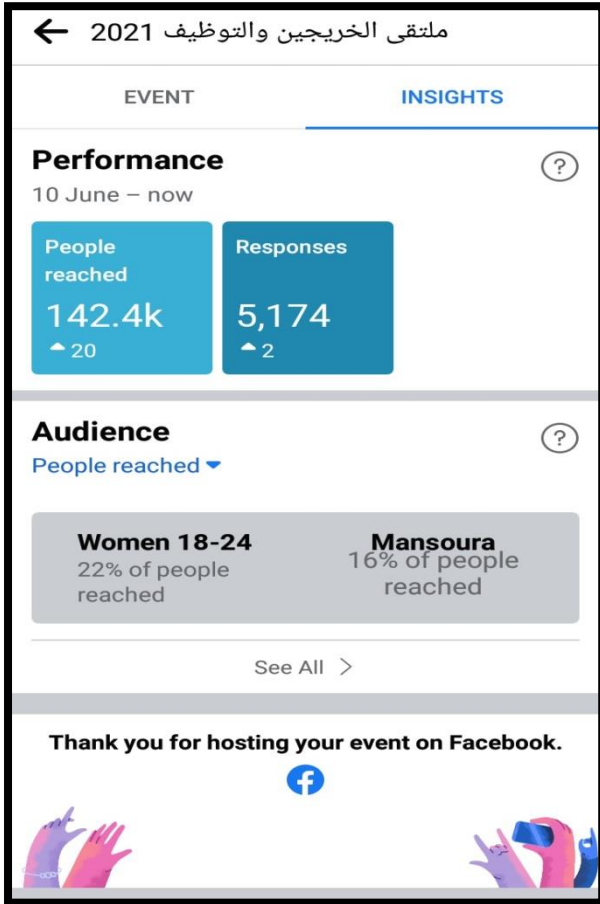 ملتقى الخريجين والتوظيف 2021
EVENT INSIGHTS
Performance
10 June – now
People reached
142.4k
20
Responses
5,174
2
Audience
People reached
Women 18-24
22% of people
reached
Mansoura
16% of people
reached
See All
Thank you for hosting your event on Facebook.